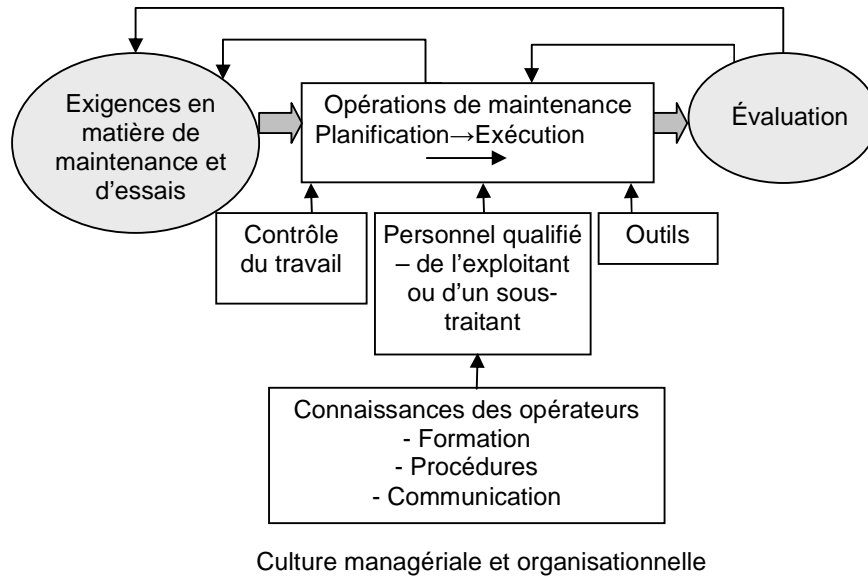 Exigences en
matière de
maintenance et
d'essais
Opérations de maintenance
Planification→Exécution
Évaluation
Contrôle
du travail
Personnel qualifié
– de l'exploitant
ou d'un sous-
traitant
Outils
Connaissances des opérateurs
- Formation
- Procédures
- Communication
Culture managériale et organisationnelle